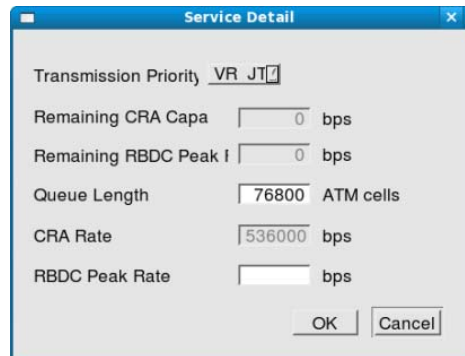 Service Detail
Transmission Priority VR JT
Remaining CRA Capa 0 bps
Remaining RBDC Peak 0 bps
Queue Length 76800 ATM cells
CRA Rate 536000 bps
RBDC Peak Rate bps
OK Cancel